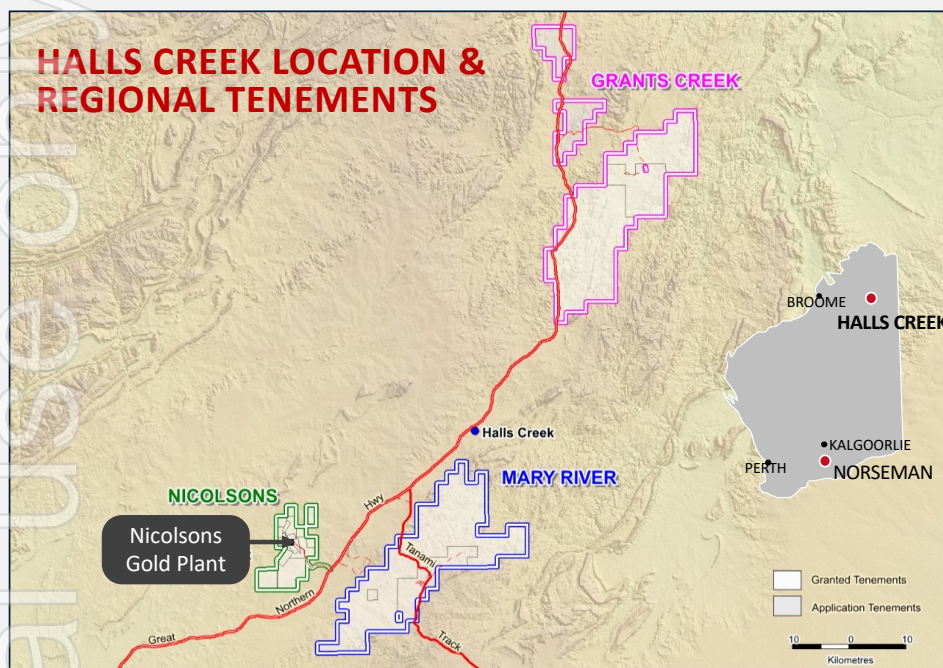 HALLS CREEK LOCATION &
REGIONAL TENEMENTS
GRANTS CREEK
BROOME
HALLS CREEK
Halls Creek
KALGOORLIE
PERTH
NORSEMAN
MARY RIVER
NICOLSONS
Hwy
Nicolsons
Gold Plant
Tanami
Northern
Great
Track
Granted Tenements
Application Tenements
10 0 10
Kilometres